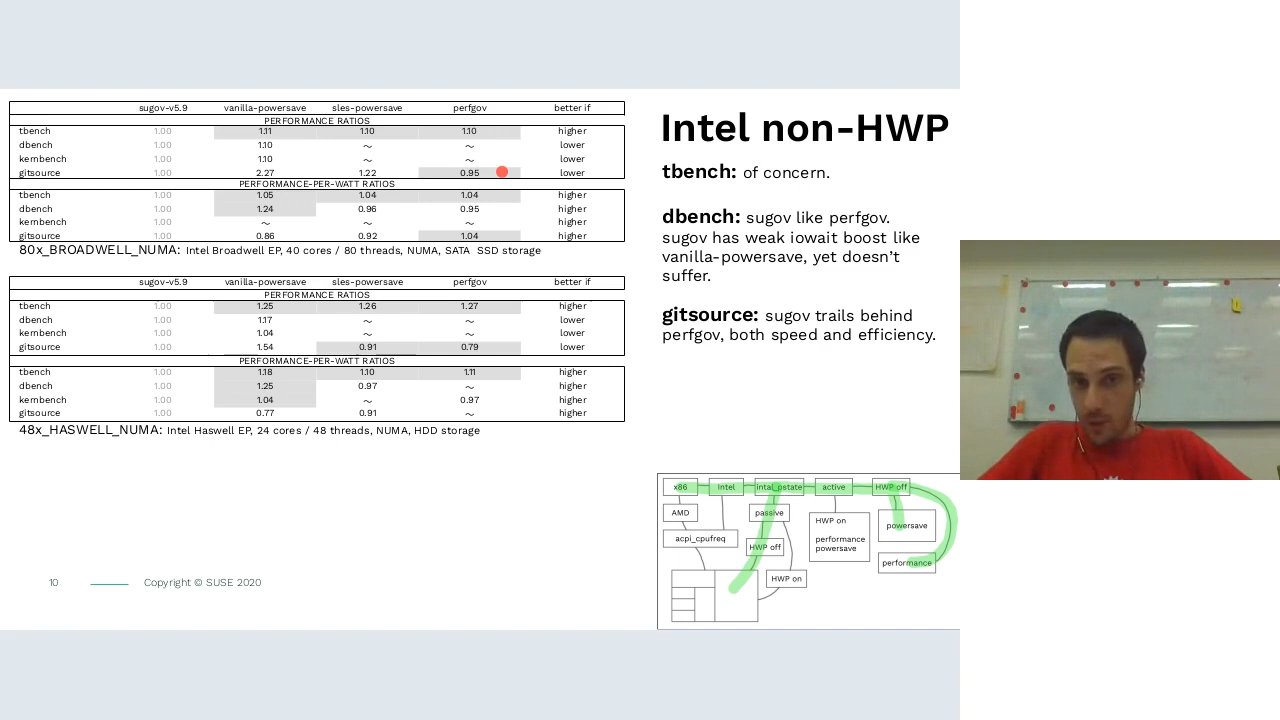 sugov-v5.9 vanilla-powersave sles-powersave perfgov better if
PERFORMANCE RATIOS
tbench 1.00 1.11 1.10 1.10 higher
dbench 1.00 1.10 ~ ~ lower
kernbench 1.00 1.10 ~ ~ lower
gitsource 1.00 2.27 1.22 0.95 lower
PERFORMANCE-PER-WATT RATIOS
tbench 1.00 1.05 1.04 1.04 higher
dbench 1.00 1.24 0.96 0.95 higher
kernbench 1.00 ~ ~ ~ higher
gitsource 1.00 0.86 0.92 1.04 higher
80x_BROADWELL_NUMA: Intel Broadwell EP, 40 cores / 80 threads, NUMA, SATA SSD storage
sugov-v5.9 vanilla-powersave sles-powersave perfgov better if
PERFORMANCE RATIOS
tbench 1.00 1.25 1.26 1.27 higher
dbench 1.00 1.17 ~ ~ lower
kernbench 1.00 1.04 ~ ~ lower
gitsource 1.00 1.54 0.91 0.79 lower
PERFORMANCE-PER-WATT RATIOS
tbench 1.00 1.18 1.10 1.11 higher
dbench 1.00 1.25 0.97 ~ higher
kernbench 1.00 1.04 ~ 0.97 higher
gitsource 1.00 0.77 0.91 ~ higher
48x_HASWELL_NUMA: Intel Haswell EP, 24 cores / 48 threads, NUMA, HDD storage
Intel non-HWP
tbench: of concern.
dbench: sugov like perfgov.
sugov has weak iowait boost like
vanilla-powersave, yet doesn't
suffer.
gitsource: sugov trails behind
perfgov, both speed and efficiency.
x86 Intel intel_pstate active HWP off
AMD passive HWP on powersave
acpi_cpufreq HWP off performance
powersave
performance
HWP on
10 Copyright © SUSE 2020